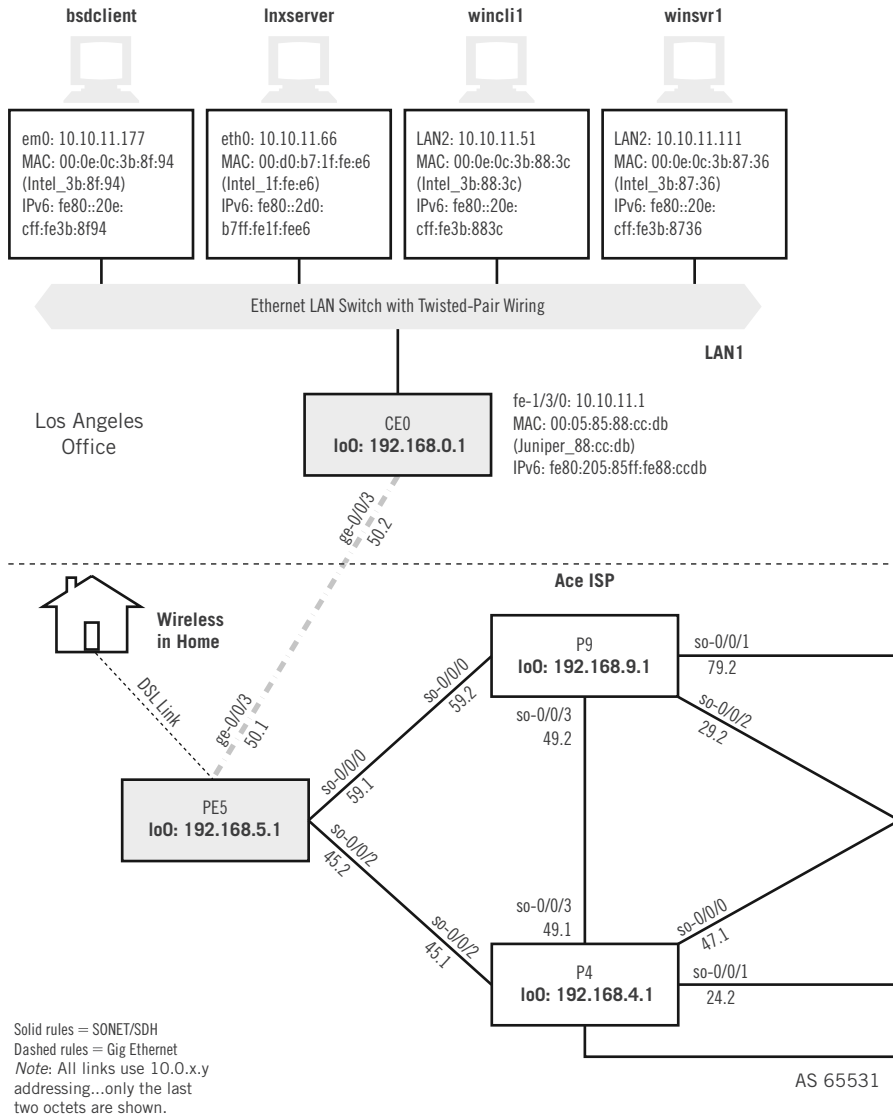 bsdclient
lnxserver
wincli1
winsvr1
em0: 10.10.11.177
MAC: 00:0e:0c:3b:8f:94
(Intel_3b:8f:94)
IPv6: fe80::20e:
cff:fe3b:8f94
eth0: 10.10.11.66
MAC: 00:d0:b7:1f:fe:e6
(Intel_1f:fe:e6)
IPv6: fe80::2d0:
b7ff:fe1f:fee6
LAN2: 10.10.11.51
MAC: 00:0e:0c:3b:88:3c
(Intel_3b:88:3c)
IPv6: fe80::20e:
cff:fe3b:883c
LAN2: 10.10.11.111
MAC: 00:0e:0c:3b:87:36
(Intel_3b:87:36)
IPv6: fe80::20e:
cff:fe3b:8736
Ethernet LAN Switch with Twisted-Pair Wiring
LAN1
Los Angeles
Office
CE0
lo0: 192.168.0.1
fe-1/3/0: 10.10.11.1
MAC: 00:05:85:88:cc:db
(Juniper_88:cc:db)
IPv6: fe80:205:85ff:fe88:ccdb
ge-0/0/3
50.2
Ace ISP
Wireless
in Home
DSL Link
ge-0/0/3
50.1
P9
lo0: 192.168.9.1
so-0/0/1
79.2
so-0/0/0
59.2
so-0/0/3
49.2
so-0/0/2
29.2
so-0/0/0
59.1
PE5
lo0: 192.168.5.1
so-0/0/2
45.2
so-0/0/2
45.1
so-0/0/3
49.1
so-0/0/0
47.1
P4
lo0: 192.168.4.1
so-0/0/1
24.2
Solid rules = SONET/SDH
Dashed rules = Gig Ethernet
Note: All links use 10.0.x.y
addressing...only the last
two octets are shown.
AS 65531